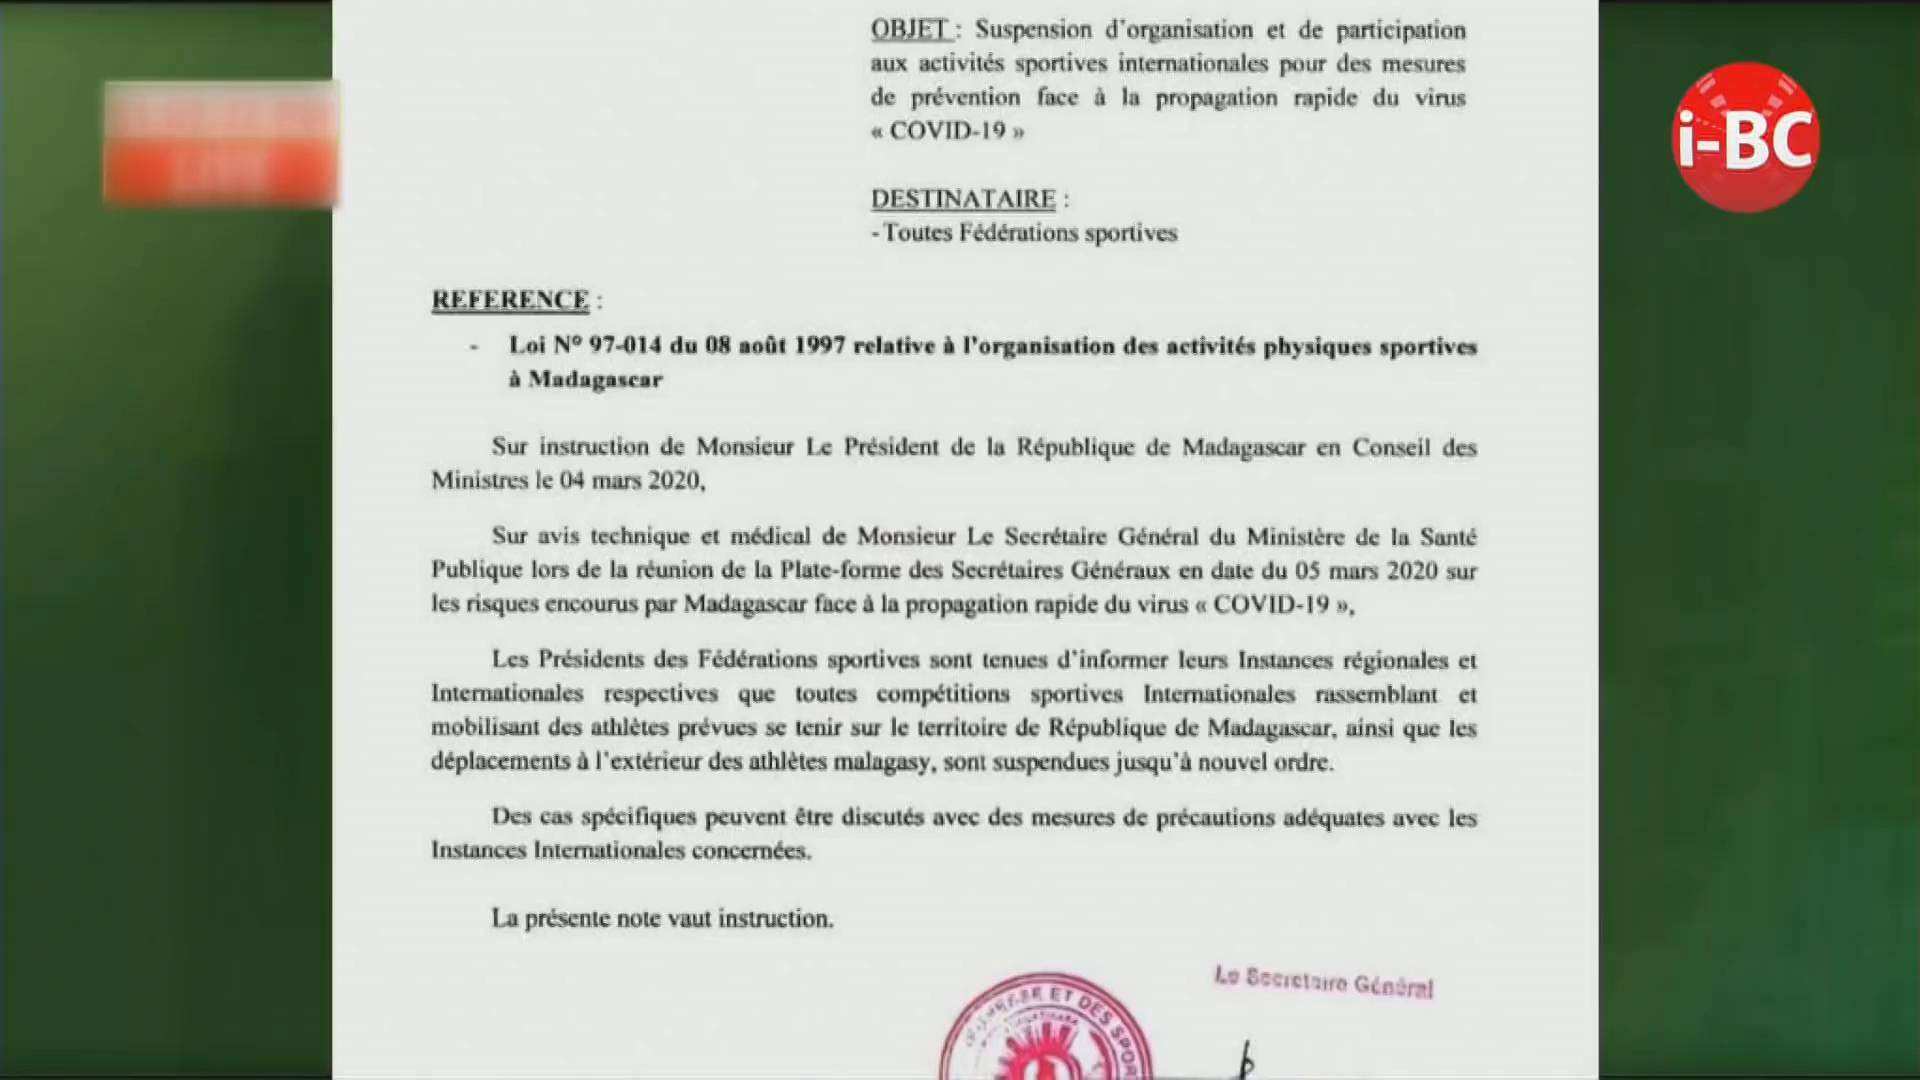 OBJET : Suspension d'organisation et de participation
aux activités sportives internationales pour des mesures
de prévention face à la propagation rapide du virus
« COVID-19 »
i-BC
DESTINATAIRE :
- Toutes Fédérations sportives
REFERENCE :
- Loi N° 97-014 du 08 août 1997 relative à l'organisation des activités physiques sportives
à Madagascar
Sur instruction de Monsieur Le Président de la République de Madagascar en Conseil des
Ministres le 04 mars 2020,
Sur avis technique et médical de Monsieur Le Secrétaire Général du Ministère de la Santé
Publique lors de la réunion de la Plate-forme des Secrétaires Généraux en date du 05 mars 2020 sur
les risques encourus par Madagascar face à la propagation rapide du virus « COVID-19 »,
Les Présidents des Fédérations sportives sont tenues d'informer leurs Instances régionales et
Internationales respectives que toutes compétitions sportives Internationales rassemblant et
mobilisant des athlètes prévues se tenir sur le territoire de République de Madagascar, ainsi que les
déplacements à l'extérieur des athlètes malagasy, sont suspendues jusqu'à nouvel ordre.
Des cas spécifiques peuvent être discutés avec des mesures de précautions adéquates avec les
Instances Internationales concernées.
La présente note vaut instruction.
Le Secretaire Général
ET DES SPOR